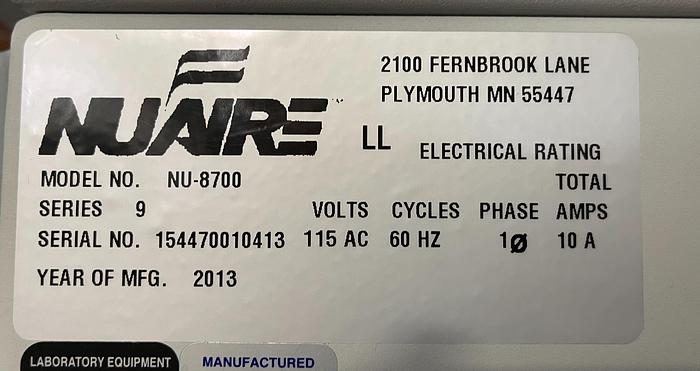 NUAIRE
2100 FERNBROOK LANE
PLYMOUTH MN 55447
LL
ELECTRICAL RATING
MODEL NO. NU-8700
TOTAL
SERIES 9 VOLTS CYCLES PHASE AMPS
SERIAL NO. 154470010413 115 AC 60 HZ 1Ø 10 A
YEAR OF MFG. 2013
LABORATORY EQUIPMENT
MANUFACTURED